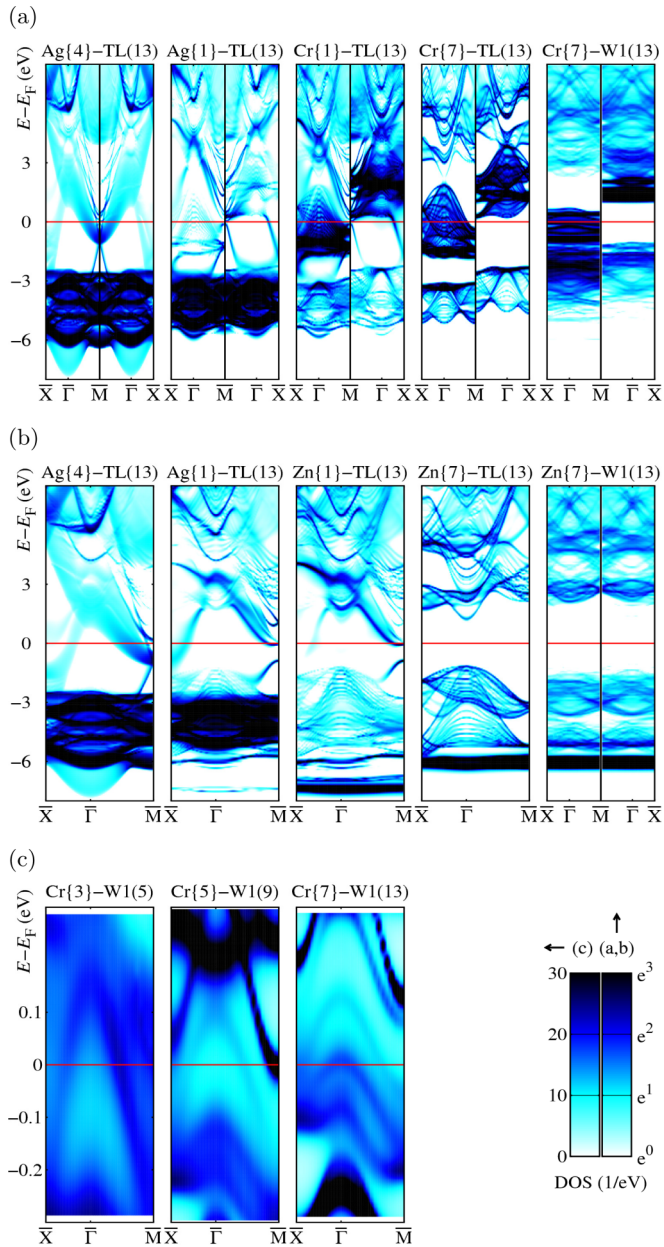 (a)
Ag{4}−TL(13) Ag{1}−TL(13) Cr{1}−TL(13) Cr{7}−TL(13) Cr{7}−W1(13)
E−E_F (eV)
3
0
−3
−6
X̅ Γ̅ M̅ Γ̅ X̅ Γ̅ M̅ Γ̅ X̅ Γ̅ M̅ Γ̅ X̅ Γ̅ M̅ Γ̅ X̅ Γ̅ M̅ Γ̅ X̅
(b)
Ag{4}−TL(13) Ag{1}−TL(13) Zn{1}−TL(13) Zn{7}−TL(13) Zn{7}−W1(13)
E−E_F (eV)
3
0
−3
−6
X̅ Γ̅ M̅X̅ Γ̅ M̅X̅ Γ̅ M̅X̅ Γ̅ M̅X̅ Γ̅ M̅ Γ̅ X̅
(c)
Cr{3}−W1(5) Cr{5}−W1(9) Cr{7}−W1(13)
E−E_F (eV)
0.1
0
−0.1
−0.2
X̅ Γ̅ M̅X̅ Γ̅ M̅X̅ Γ̅ M̅
(c) (a,b)
30 e³
20 e²
10 e¹
0 e⁰
DOS (1/eV)